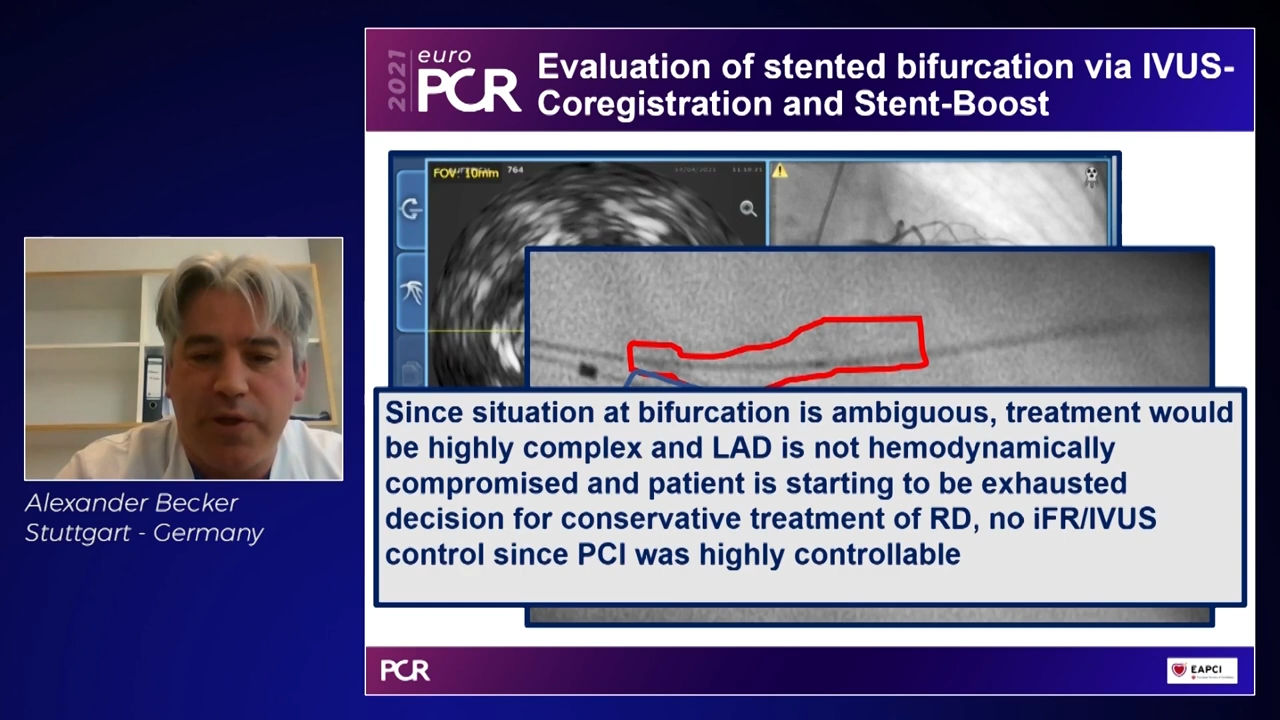 2021
euro
PCR
Evaluation of stented bifurcation via IVUS-
Coregistration and Stent-Boost
FOV: 10mm
764
Since situation at bifurcation is ambiguous, treatment would
be highly complex and LAD is not hemodynamically
compromised and patient is starting to be exhausted
decision for conservative treatment of RD, no iFR/IVUS
control since PCI was highly controllable
Alexander Becker
Stuttgart - Germany
PCR
EAPCI